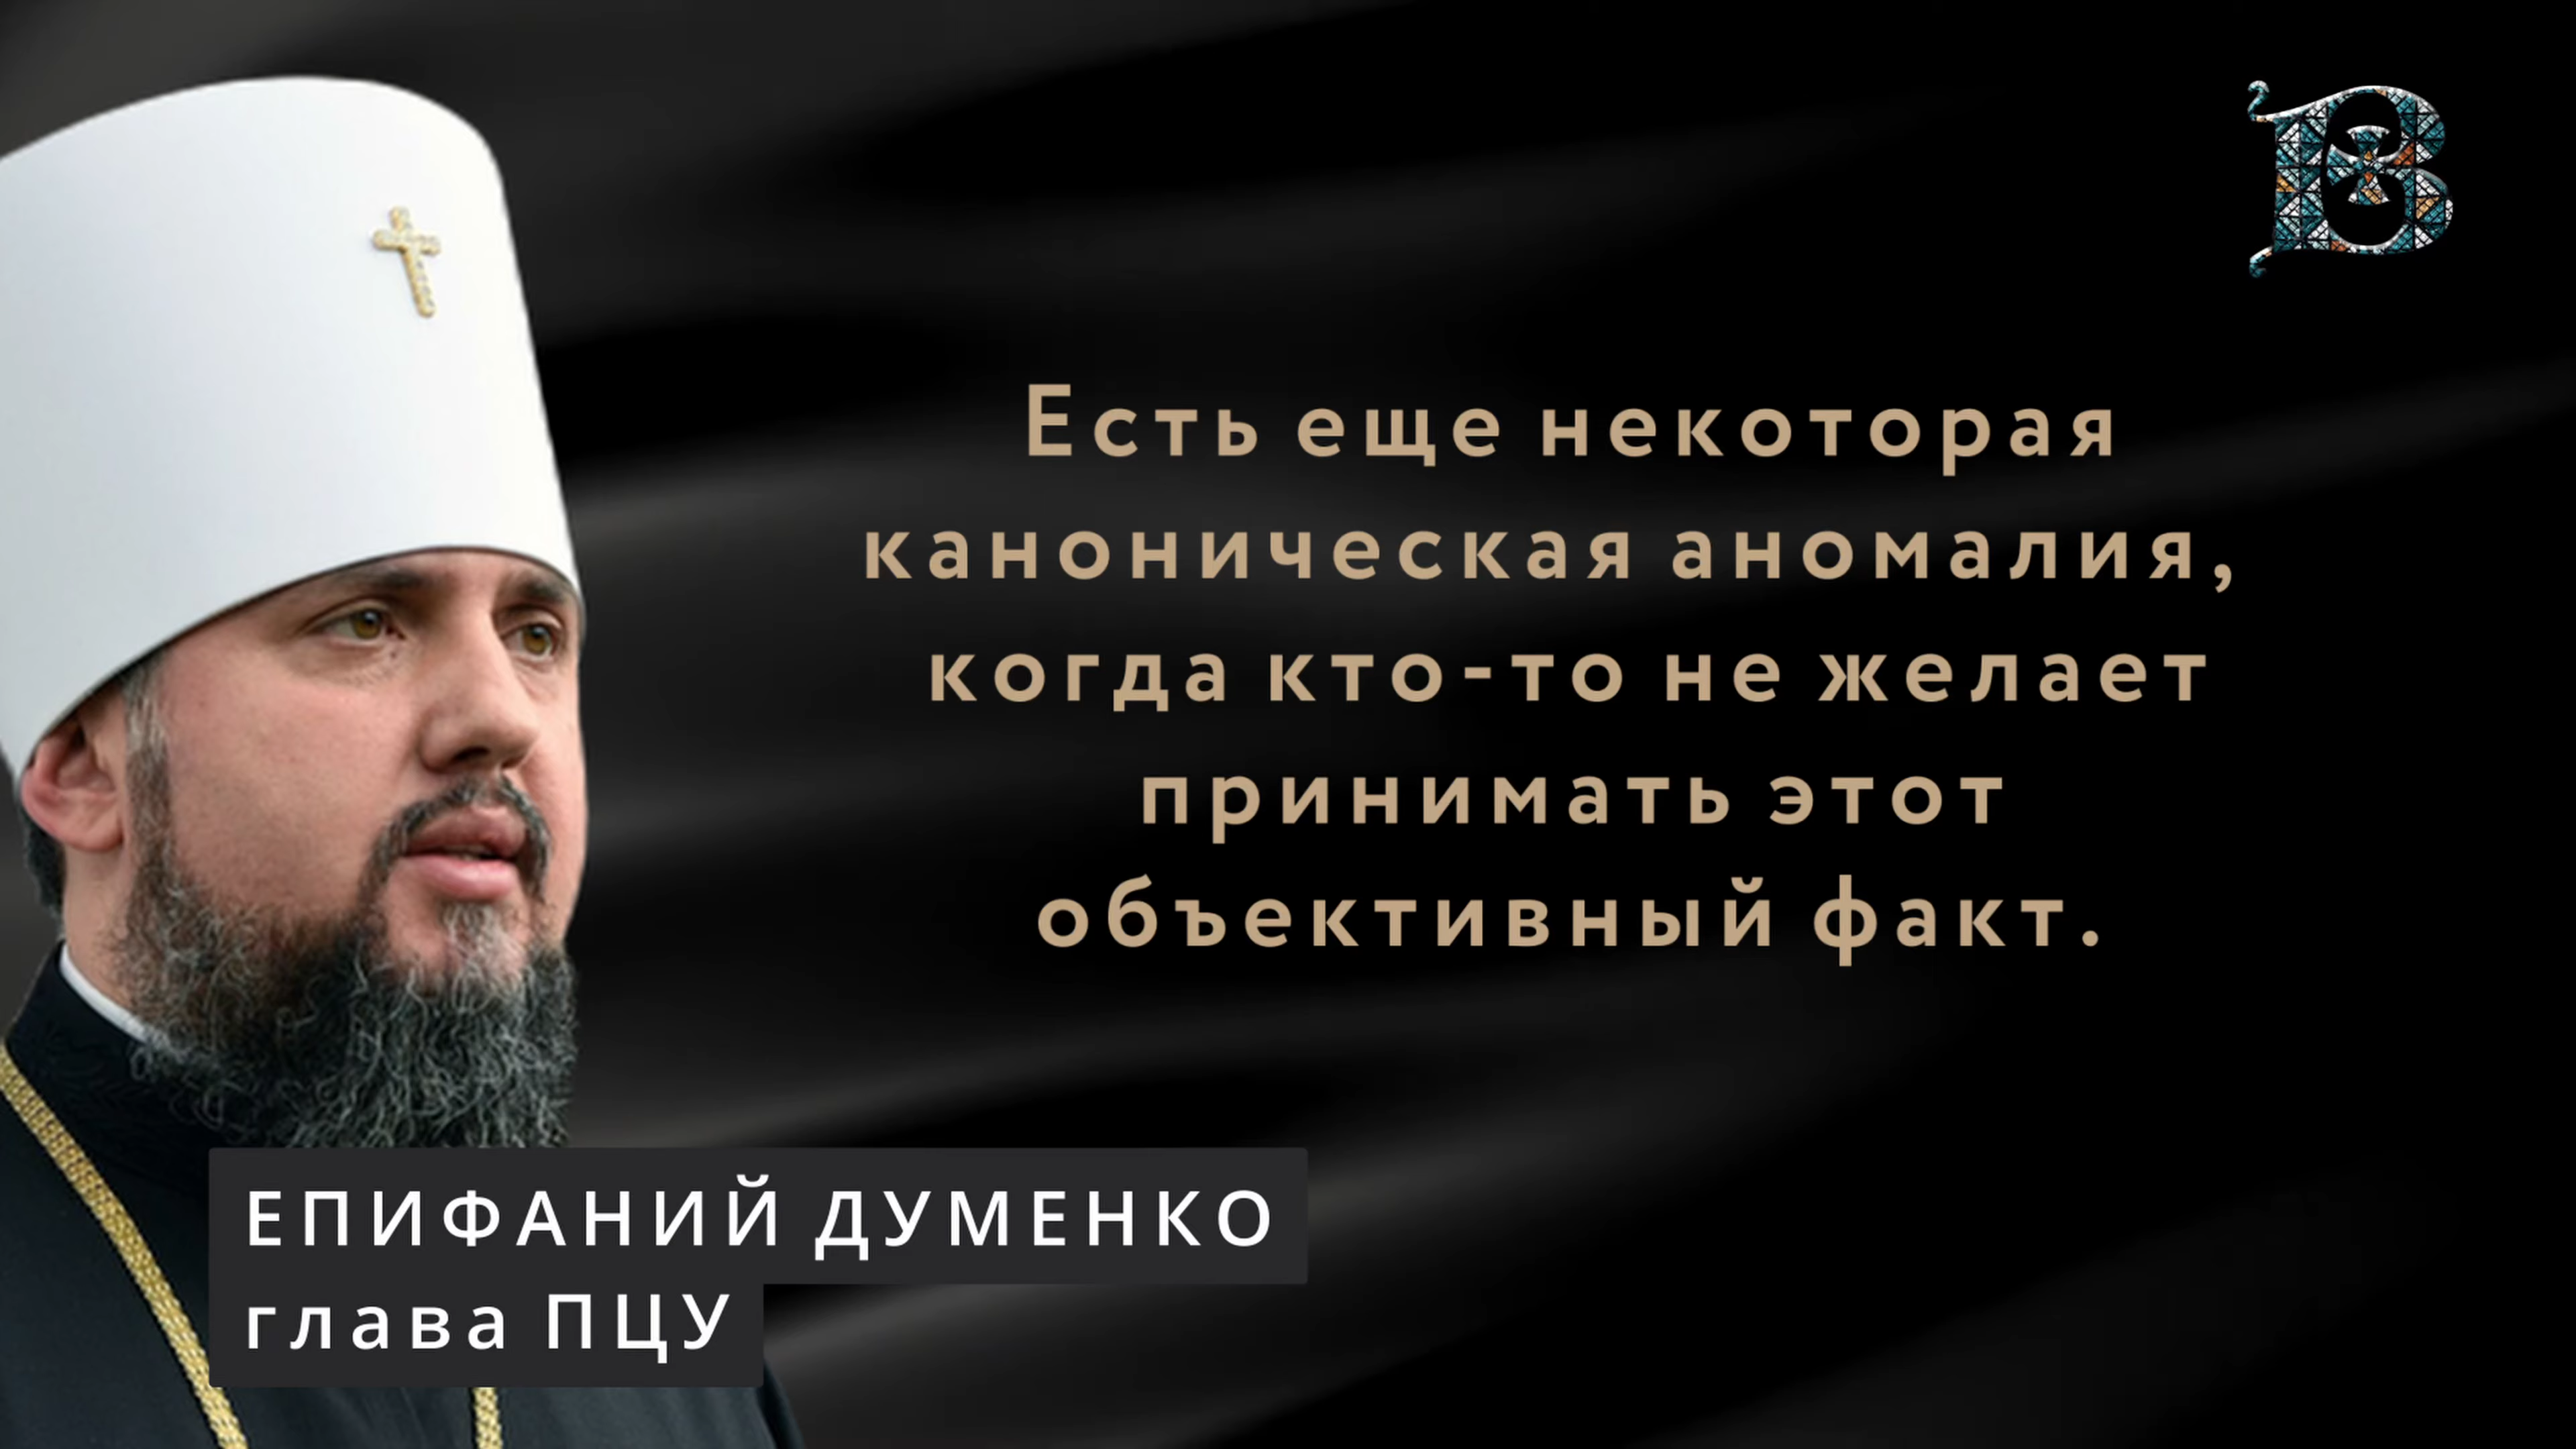 Есть еще некоторая
каноническая аномалия,
когда кто-то не желает
принимать этот
объективный факт.
ЕПИФАНИЙ ДУМЕНКО
глава ПЦУ